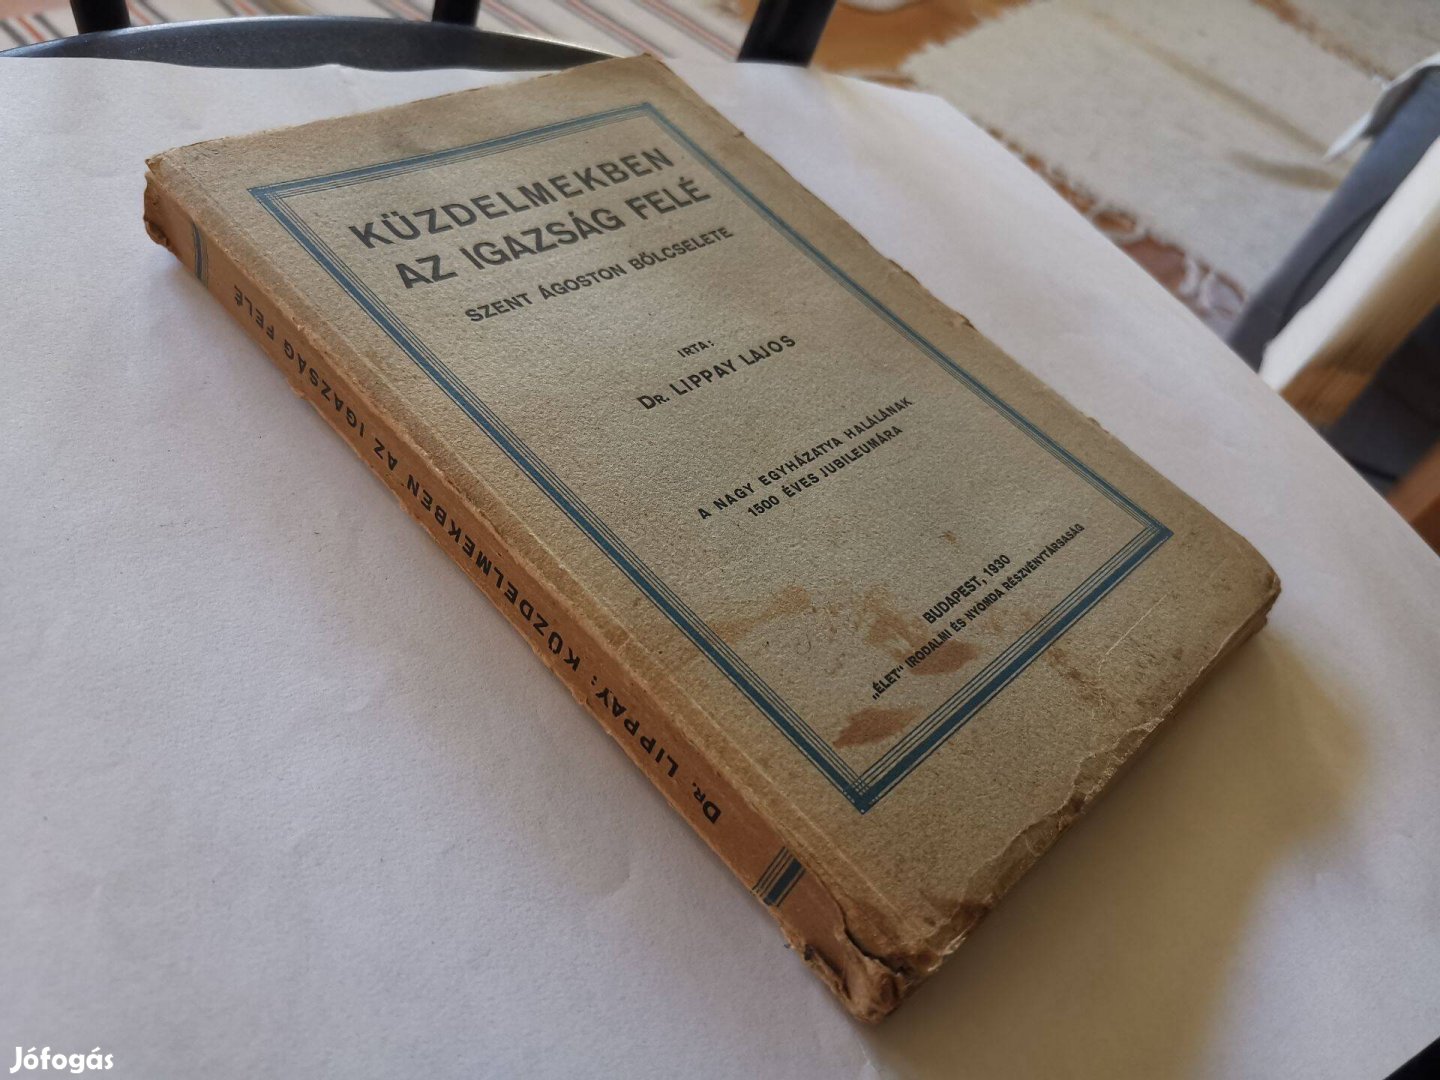 KÜZDELMEKBEN
AZ IGAZSÁG FELÉ
SZENT ÁGOSTON BÖLCSELETE
IRTA:
DR. LIPPAY LAJOS
A NAGY EGYHÁZATYA HALÁLÁNAK
1500 ÉVES JUBILEUMÁRA
BUDAPEST, 1930
„ÉLET" IRODALMI ÉS NYOMDA RÉSZVÉNYTÁRSASÁG
DR. LIPPAY: KÜZDELMEKBEN AZ IGAZSÁG FELÉ
Jófogás